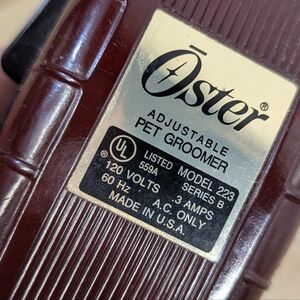 Oster®
ADJUSTABLE
PET GROOMER
UL® LISTED 559A MODEL 223 SERIES B
120 VOLTS .3 AMPS
60 Hz A.C. ONLY
MADE IN U.S.A.